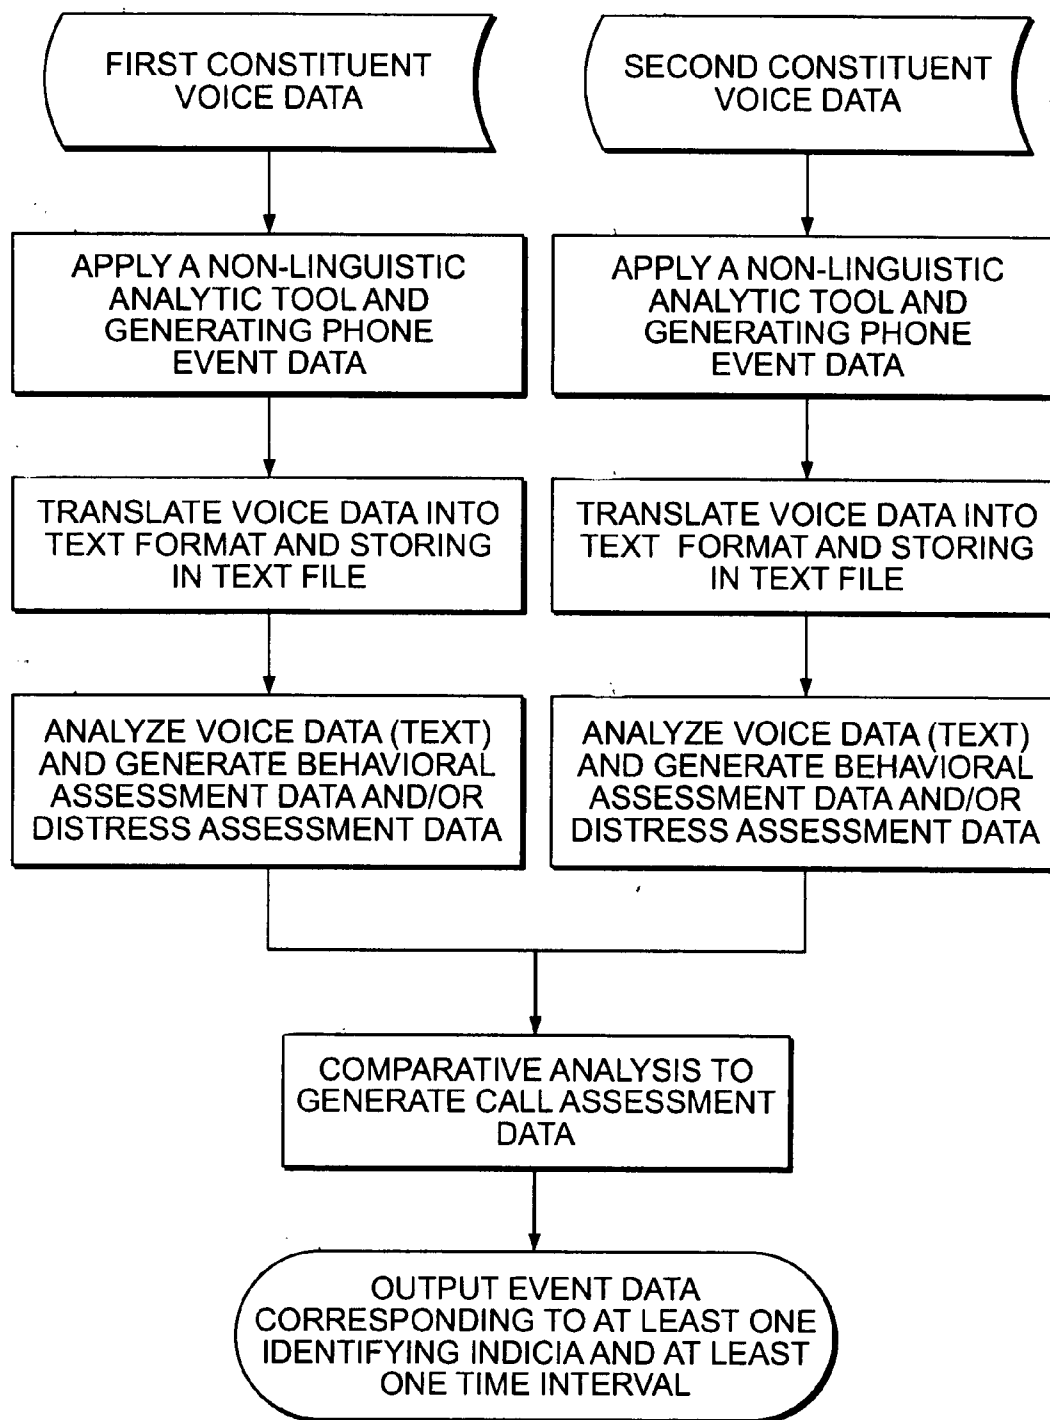 FIRST CONSTITUENT
VOICE DATA
SECOND CONSTITUENT
VOICE DATA
APPLY A NON-LINGUISTIC
ANALYTIC TOOL AND
GENERATING PHONE
EVENT DATA
APPLY A NON-LINGUISTIC
ANALYTIC TOOL AND
GENERATING PHONE
EVENT DATA
TRANSLATE VOICE DATA INTO
TEXT FORMAT AND STORING
IN TEXT FILE
TRANSLATE VOICE DATA INTO
TEXT FORMAT AND STORING
IN TEXT FILE
ANALYZE VOICE DATA (TEXT)
AND GENERATE BEHAVIORAL
ASSESSMENT DATA AND/OR
DISTRESS ASSESSMENT DATA
ANALYZE VOICE DATA (TEXT)
AND GENERATE BEHAVIORAL
ASSESSMENT DATA AND/OR
DISTRESS ASSESSMENT DATA
COMPARATIVE ANALYSIS TO
GENERATE CALL ASSESSMENT
DATA
OUTPUT EVENT DATA
CORRESPONDING TO AT LEAST ONE
IDENTIFYING INDICIA AND AT LEAST
ONE TIME INTERVAL